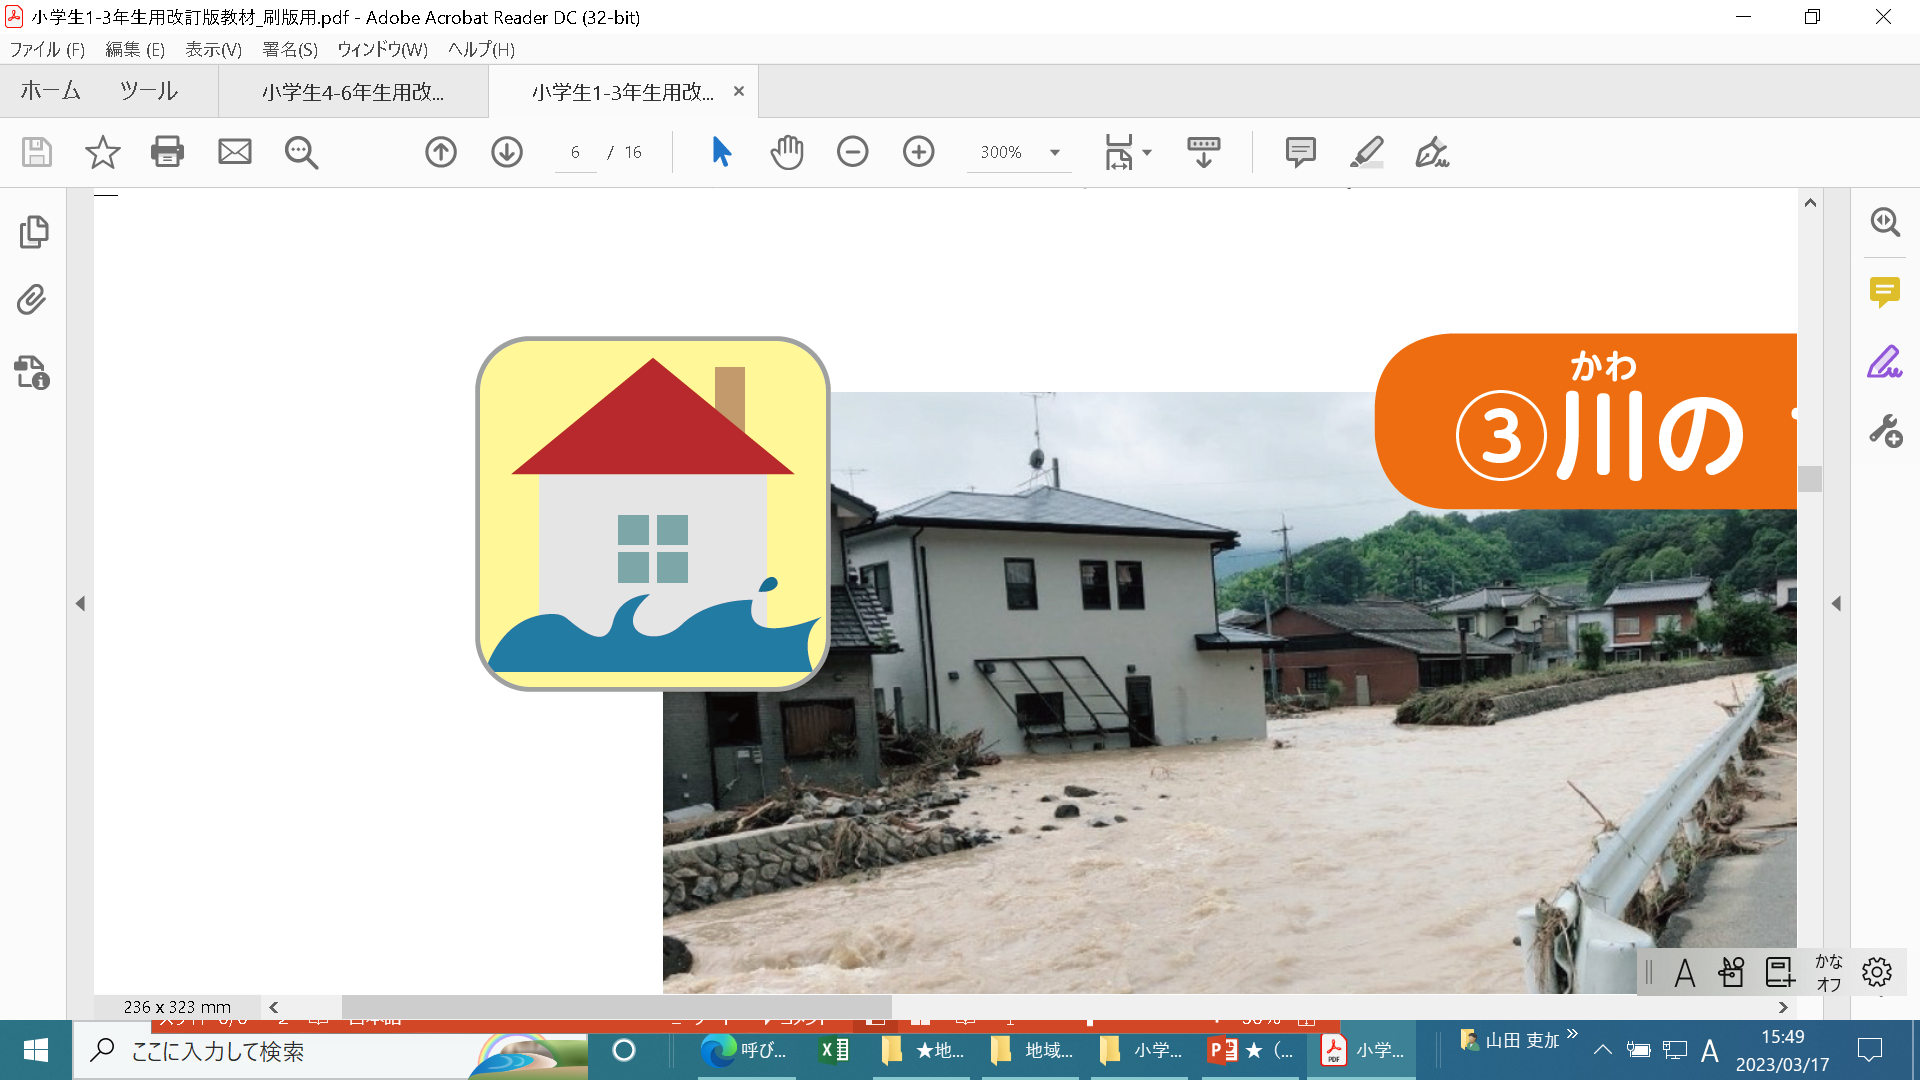 小学生1-3年生用改訂版教材_刷版用.pdf - Adobe Acrobat Reader DC (32-bit)
ファイル (F) 編集 (E) 表示(V) 署名(S) ウィンドウ(W) ヘルプ(H)
ホーム ツール 小学生4-6年生用改... 小学生1-3年生用改...
6 / 16 300%
かわ
③川の
A かな
オフ
236 x 323 mm
ここに入力して検索 呼び... ★地... 地域... 小学... ★ (... 小学...
A 15:49
2023/03/17